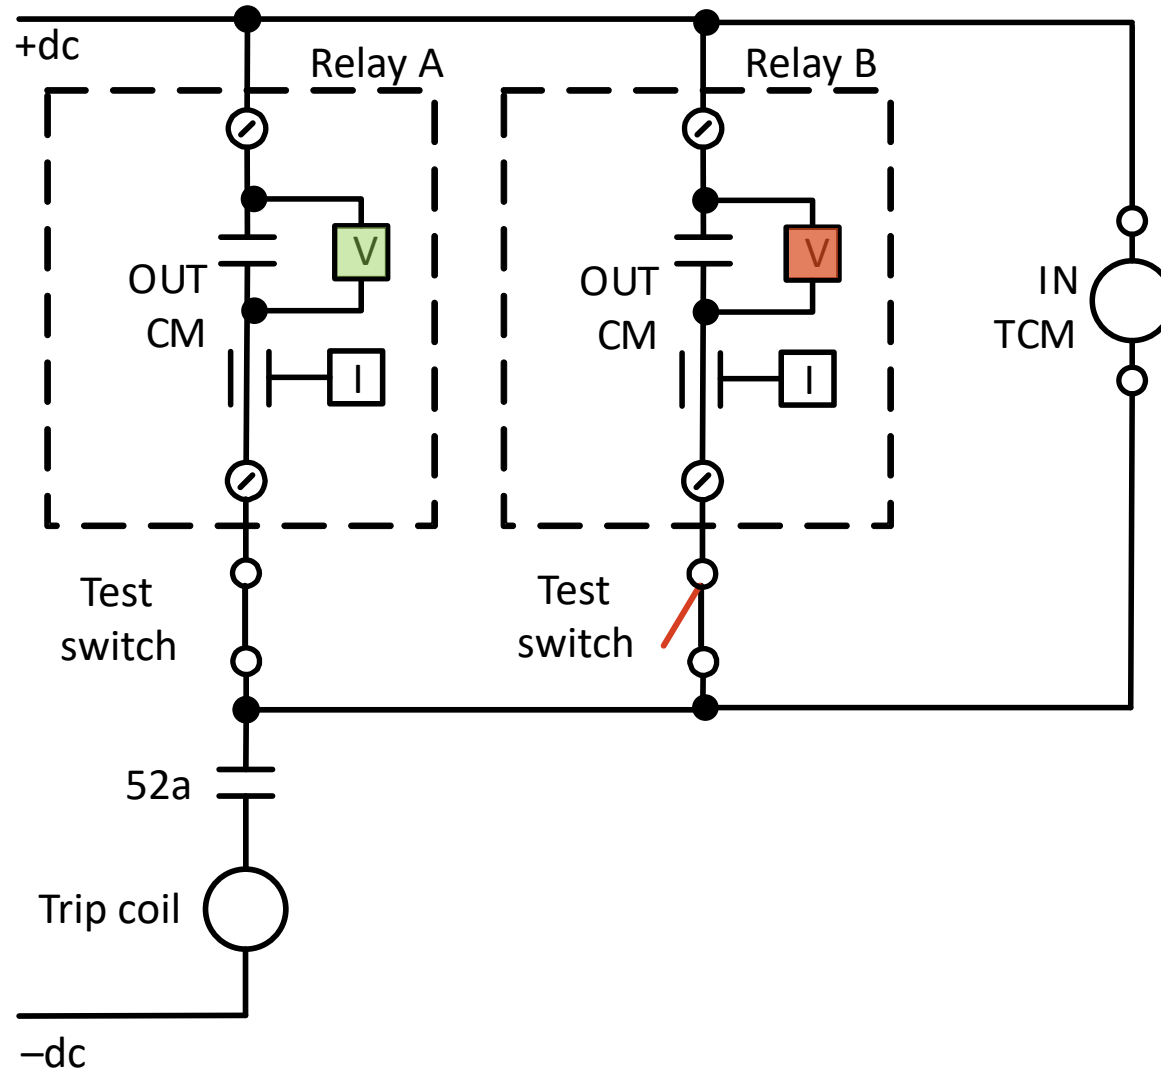 +dc
Relay A
Relay B
OUT
CM
V
I
OUT
CM
V
I
IN
TCM
Test
switch
Test
switch
52a
Trip coil
–dc